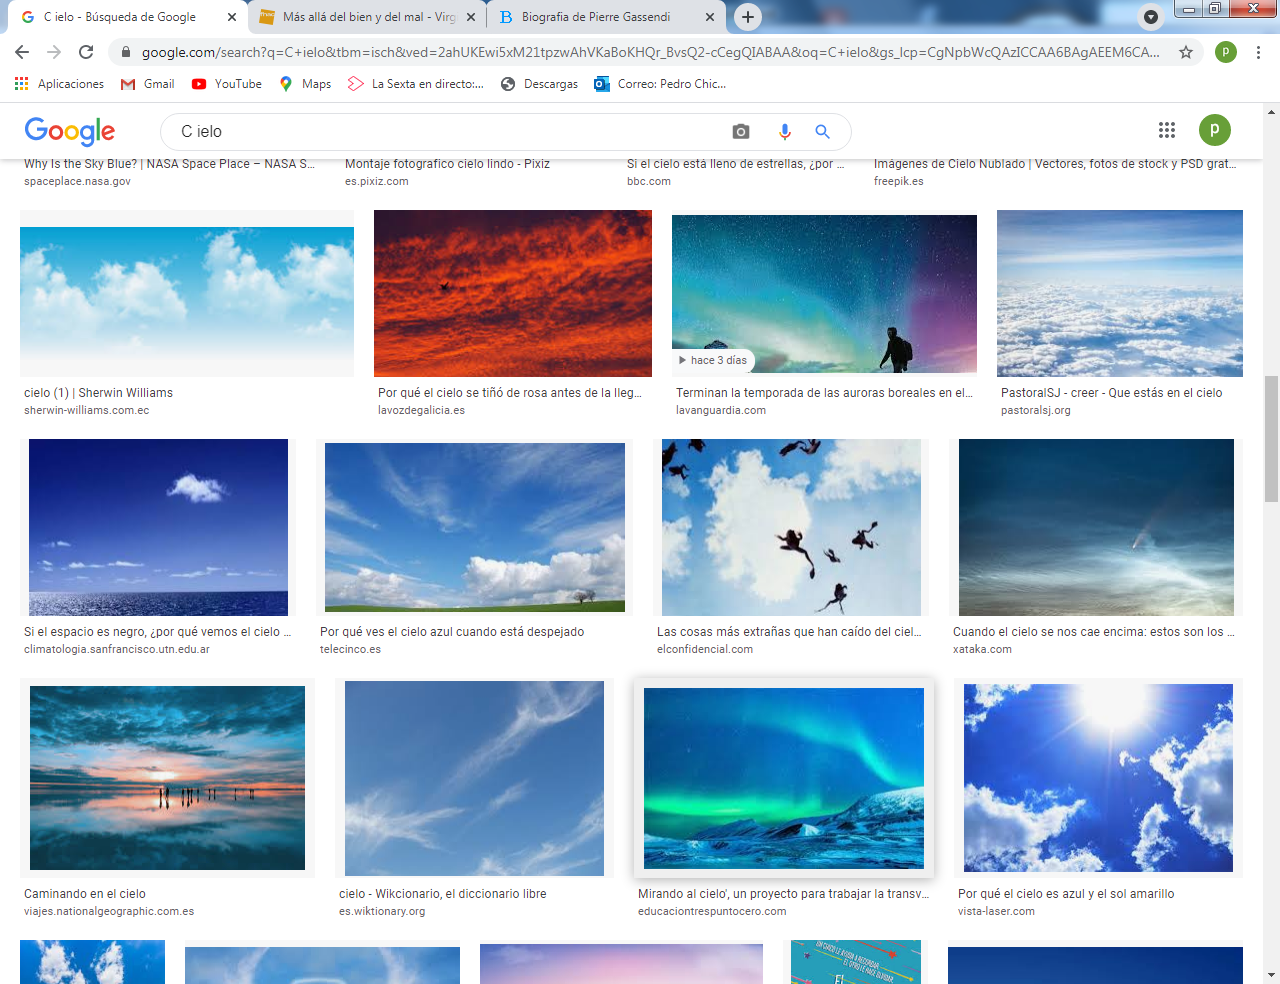 C ielo - Búsqueda de Google
Más allá del bien y del mal - Virg
Biografía de Pierre Gassendi
google.com/search?q=C+ielo&tbm=isch&ved=2ahUKEwi5xM21tpzwAhVKaBoKHQr_BvsQ2-cCegQIABAA&oq=C+ielo&gs_lcp=CgNpbWcQAzICCAA6BAgAEEM6CA...
p
Aplicaciones
Gmail
YouTube
Maps
La Sexta en directo:...
Descargas
Correo: Pedro Chic...
Google
C ielo
p
Why Is the Sky Blue? | NASA Space Place – NASA S...
spaceplace.nasa.gov
Montaje fotografico cielo lindo - Pixiz
es.pixiz.com
Si el cielo está lleno de estrellas, ¿por ...
bbc.com
Imágenes de Cielo Nublado | Vectores, fotos de stock y PSD grat...
freepik.es
hace 3 días
cielo (1) | Sherwin Williams
sherwin-williams.com.ec
Por qué el cielo se tiñó de rosa antes de la lleg...
lavozdegalicia.es
Terminan la temporada de las auroras boreales en el...
lavanguardia.com
PastoralSJ - creer - Que estás en el cielo
pastoralsj.org
Si el espacio es negro, ¿por qué vemos el cielo ...
climatologia.sanfrancisco.utn.edu.ar
Por qué ves el cielo azul cuando está despejado
telecinco.es
Las cosas más extrañas que han caído del ciel...
elconfidencial.com
Cuando el cielo se nos cae encima: estos son los ...
xataka.com
Caminando en el cielo
viajes.nationalgeographic.com.es
cielo - Wikcionario, el diccionario libre
es.wiktionary.org
Mirando al cielo', un proyecto para trabajar la transv...
educaciontrespuntocero.com
Por qué el cielo es azul y el sol amarillo
vista-laser.com
UN CIELO LE AYUDA A RECORDAR.
EL OTRO LE HACE OLVIDAR.
EL